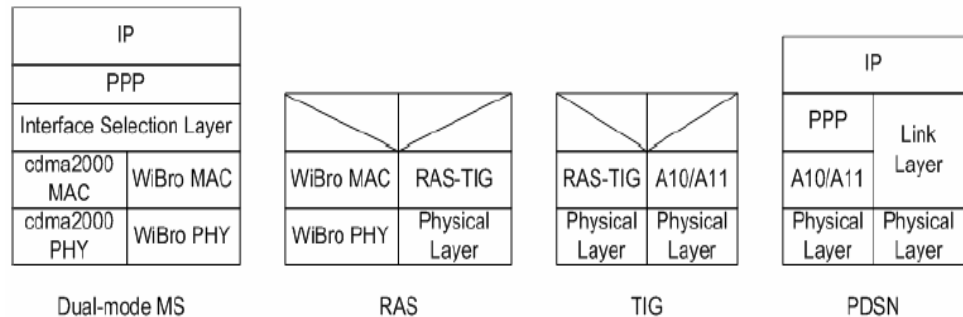 IP
PPP
Interface Selection Layer
cdma2000
MAC
WiBro MAC
cdma2000
PHY
WiBro PHY
Dual-mode MS
WiBro MAC
RAS-TIG
WiBro PHY
Physical
Layer
RAS
RAS-TIG
A10/A11
Physical
Layer
Physical
Layer
TIG
IP
PPP
Link
Layer
A10/A11
Physical
Layer
Physical
Layer
PDSN